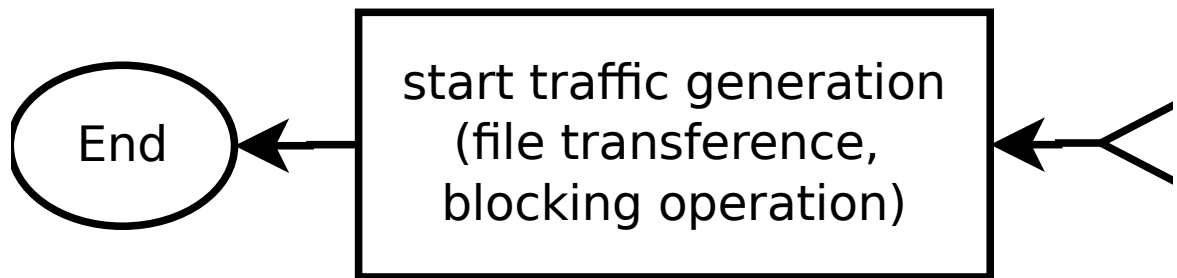 End
start traffic generation
(file transference,
blocking operation)